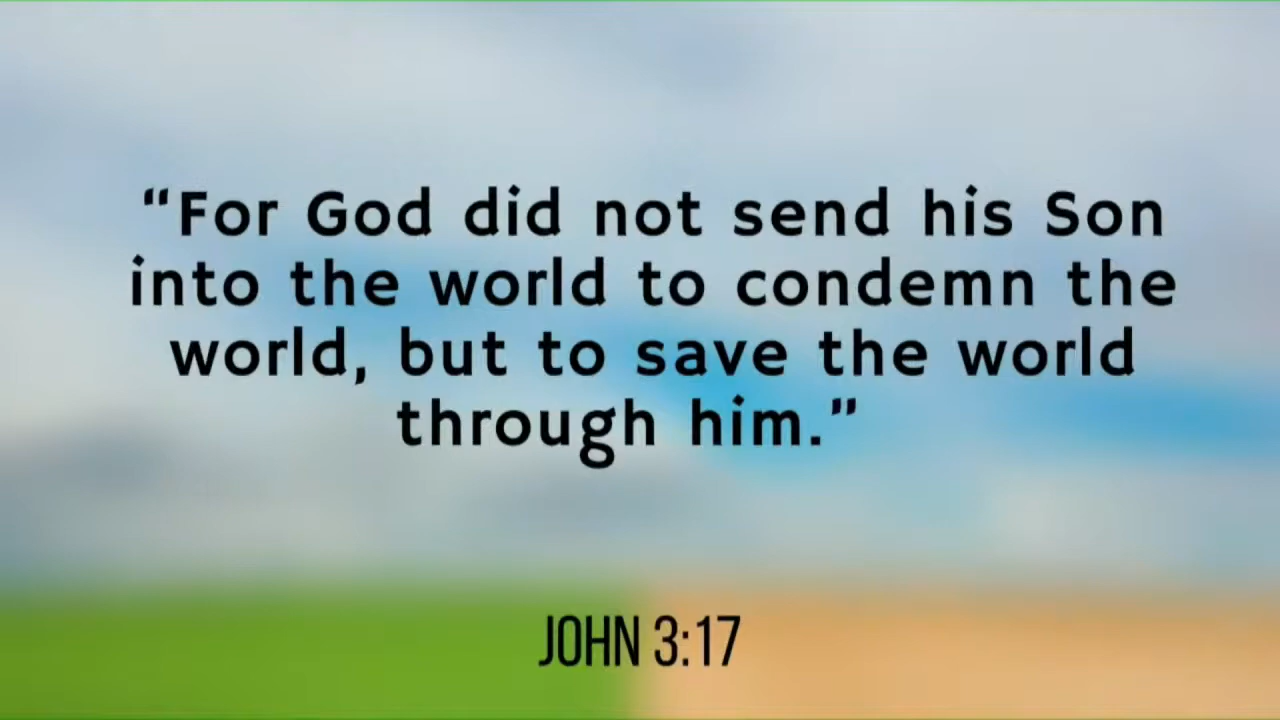 “For God did not send his Son
into the world to condemn the
world, but to save the world
through him.”
JOHN 3:17